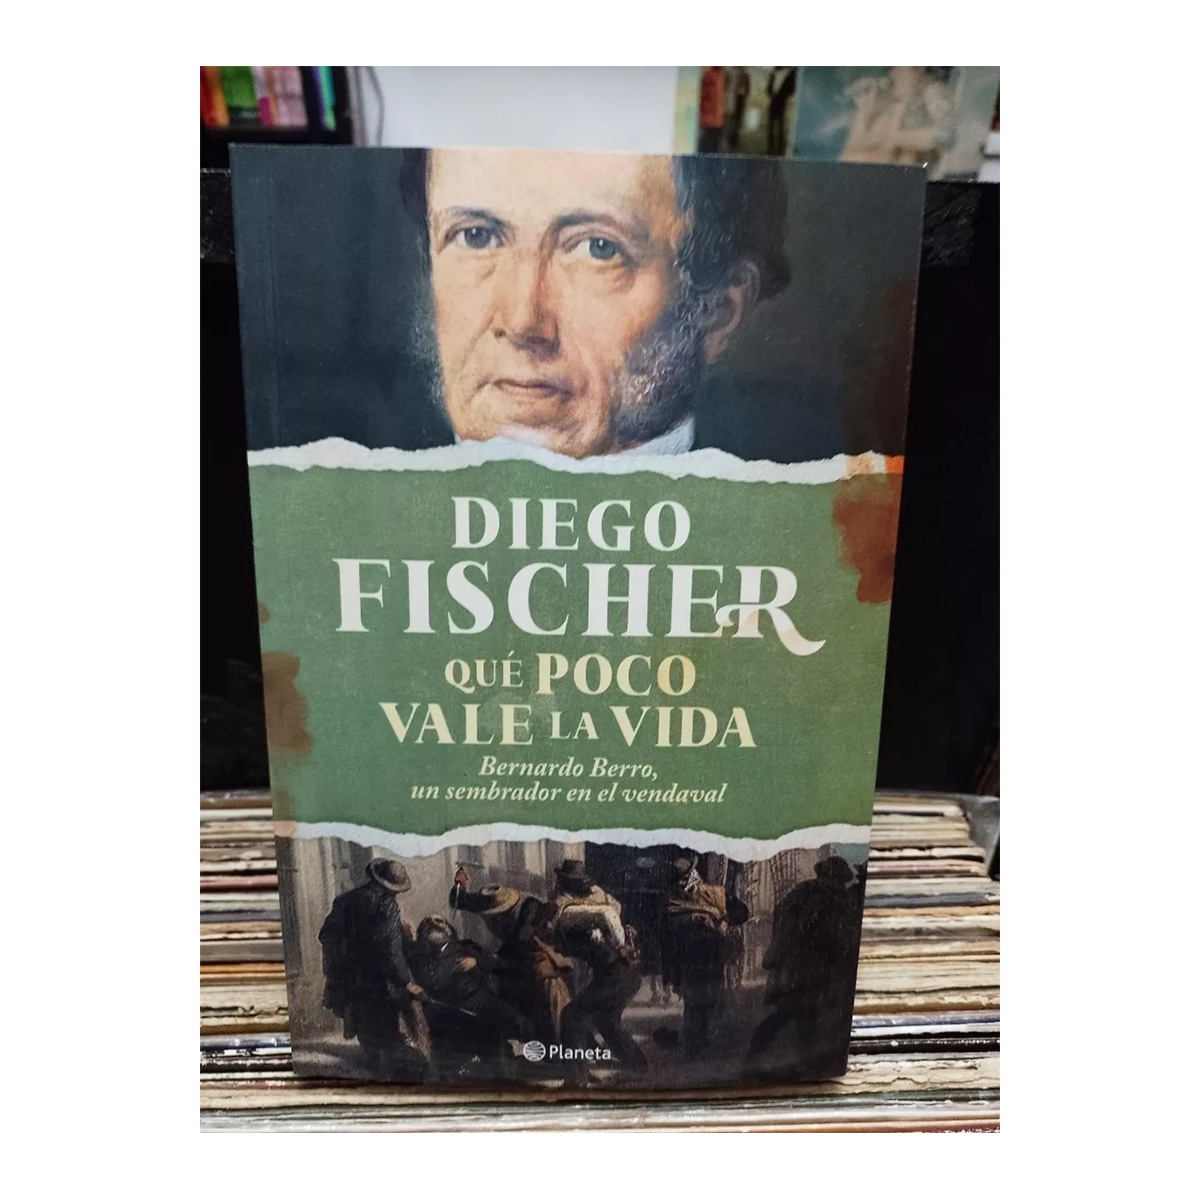 DIEGO
FISCHER
QUÉ POCO
VALE LA VIDA
Bernardo Berro,
un sembrador en el vendaval
Planeta